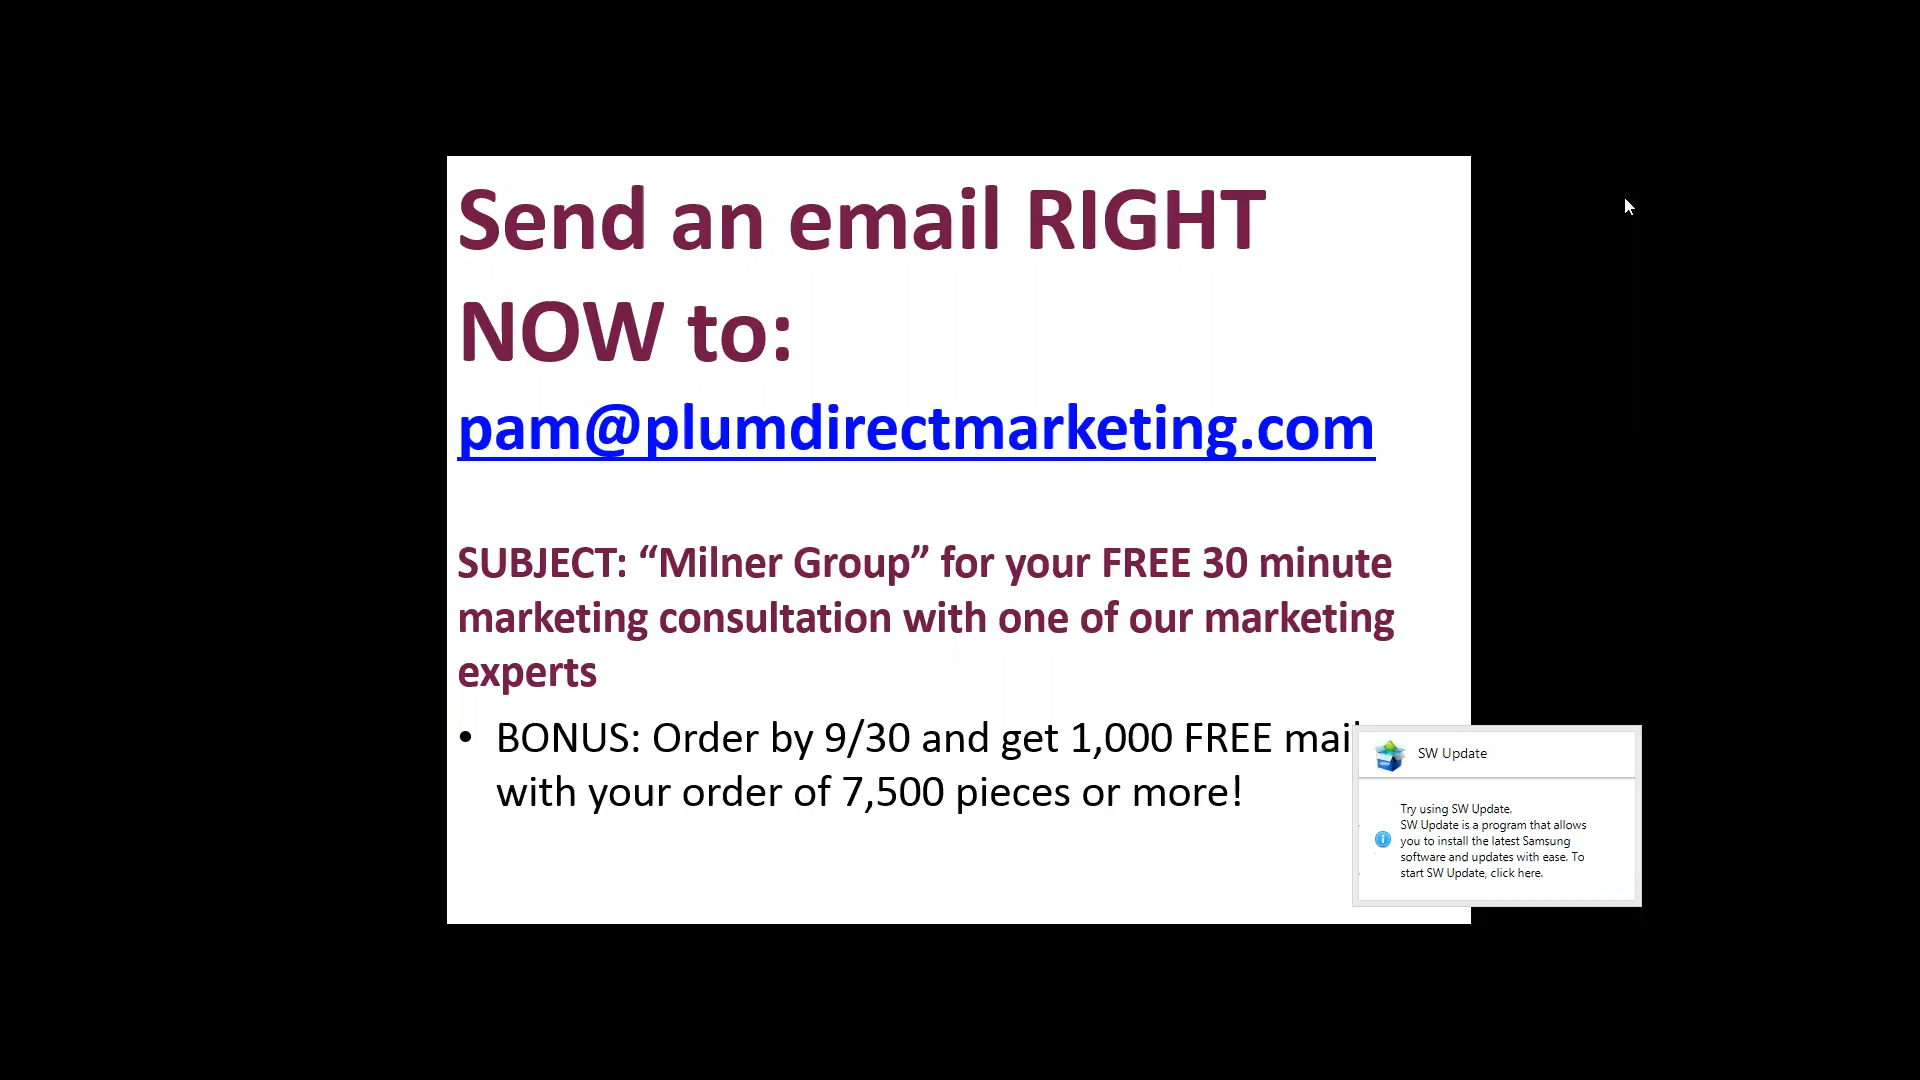 Send an email RIGHT
NOW to:
pam@plumdirectmarketing.com
SUBJECT: “Milner Group” for your FREE 30 minute
marketing consultation with one of our marketing
experts
• BONUS: Order by 9/30 and get 1,000 FREE
with your order of 7,500 pieces or more!
SW Update
Try using SW Update.
SW Update is a program that allows
you to install the latest Samsung
software and updates with ease. To
start SW Update, click here.